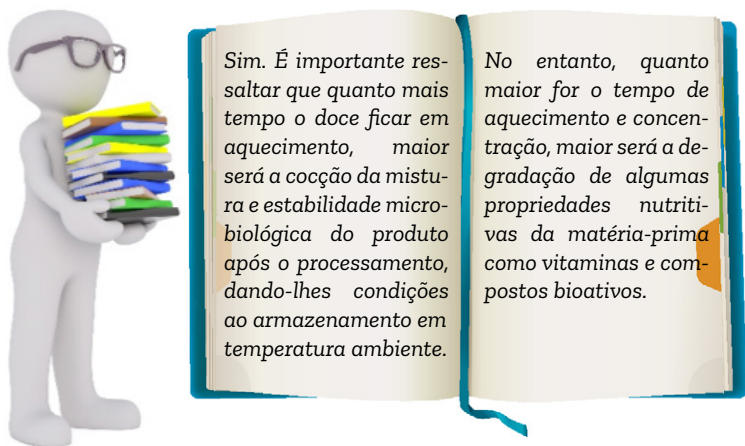 Sim. É importante res-
saltar que quanto mais
tempo o doce ficar em
aquecimento, maior
será a cocção da mistu-
ra e estabilidade micro-
biológica do produto
após o processamento,
dando-lhes condições
ao armazenamento em
temperatura ambiente.
No entanto, quanto
maior for o tempo de
aquecimento e concen-
tração, maior será a de-
gradação de algumas
propriedades nutriti-
vas da matéria-prima
como vitaminas e com-
postos bioativos.